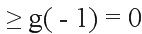 ≥ g( - 1) = 0